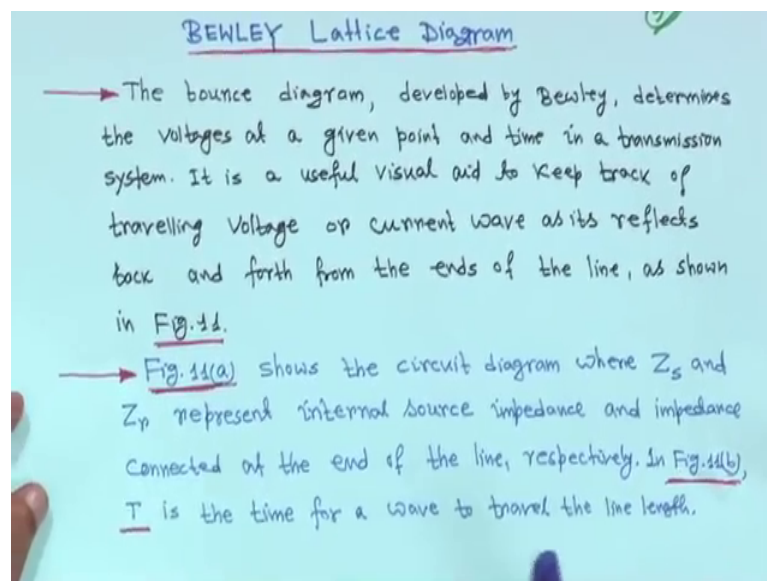 BEWLEY Lattice Diagram
The bounce diagram, developed by Bewley, determines
the voltages at a given point and time in a transmission
system. It is a useful visual aid to keep track of
travelling voltage or current wave as its reflects
back and forth from the ends of the line, as shown
in Fig.11.
Fig.11(a) shows the circuit diagram where Zs and
Zr represent internal source impedance and impedance
connected at the end of the line, respectively. In Fig.11(b),
T is the time for a wave to travel the line length.